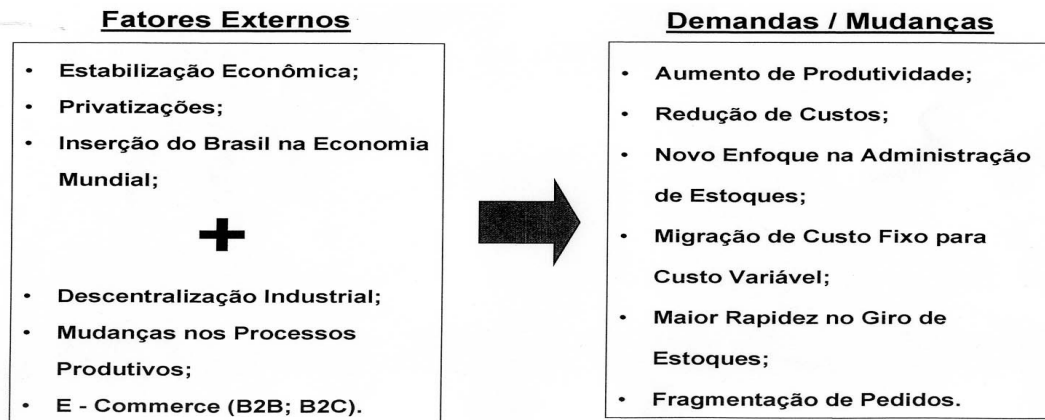 Fatores Externos
• Estabilização Econômica;
• Privatizações;
• Inserção do Brasil na Economia
Mundial;
+
• Descentralização Industrial;
• Mudanças nos Processos
Produtivos;
• E - Commerce (B2B; B2C).
Demandas / Mudanças
• Aumento de Produtividade;
• Redução de Custos;
• Novo Enfoque na Administração
de Estoques;
• Migração de Custo Fixo para
Custo Variável;
• Maior Rapidez no Giro de
Estoques;
• Fragmentação de Pedidos.